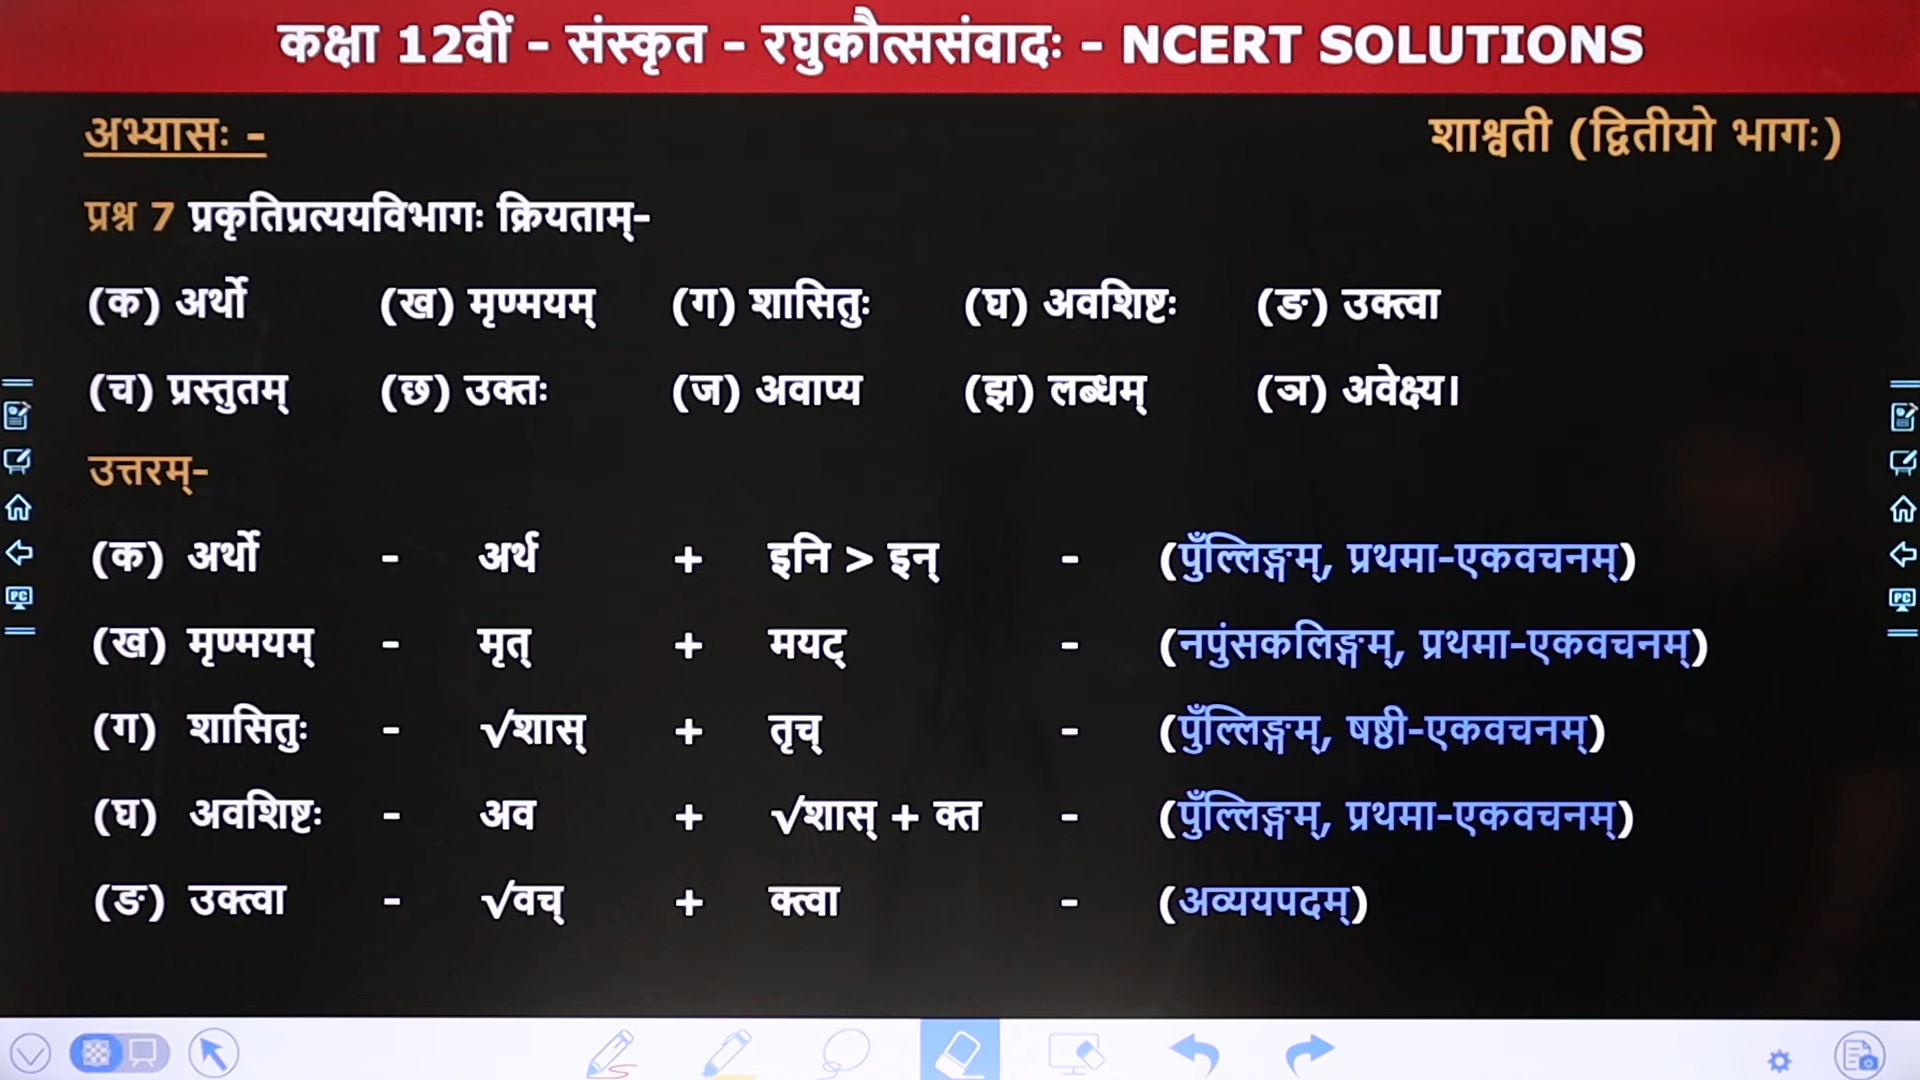 कक्षा 12वीं - संस्कृत - रघुकौत्ससंवादः - NCERT SOLUTIONS
अभ्यासः - शाश्वती (द्वितीयो भागः)
प्रश्न 7 प्रकृतिप्रत्ययविभागः क्रियताम्-
(क) अर्थो (ख) मृण्मयम् (ग) शासितुः (घ) अवशिष्टः (ङ) उक्त्वा
(च) प्रस्तुतम् (छ) उक्तः (ज) अवाप्य (झ) लब्धम् (ञ) अवेक्ष्य।
उत्तरम्-
(क) अर्थो - अर्थ + इनि > इन् - (पुँल्लिङ्गम्, प्रथमा-एकवचनम्)
(ख) मृण्मयम् - मृत् + मयट् - (नपुंसकलिङ्गम्, प्रथमा-एकवचनम्)
(ग) शासितुः - √शास् + तृच् - (पुँल्लिङ्गम्, षष्ठी-एकवचनम्)
(घ) अवशिष्टः - अव + √शास् + क्त - (पुँल्लिङ्गम्, प्रथमा-एकवचनम्)
(ङ) उक्त्वा - √वच् + क्त्वा - (अव्ययपदम्)
PC PC